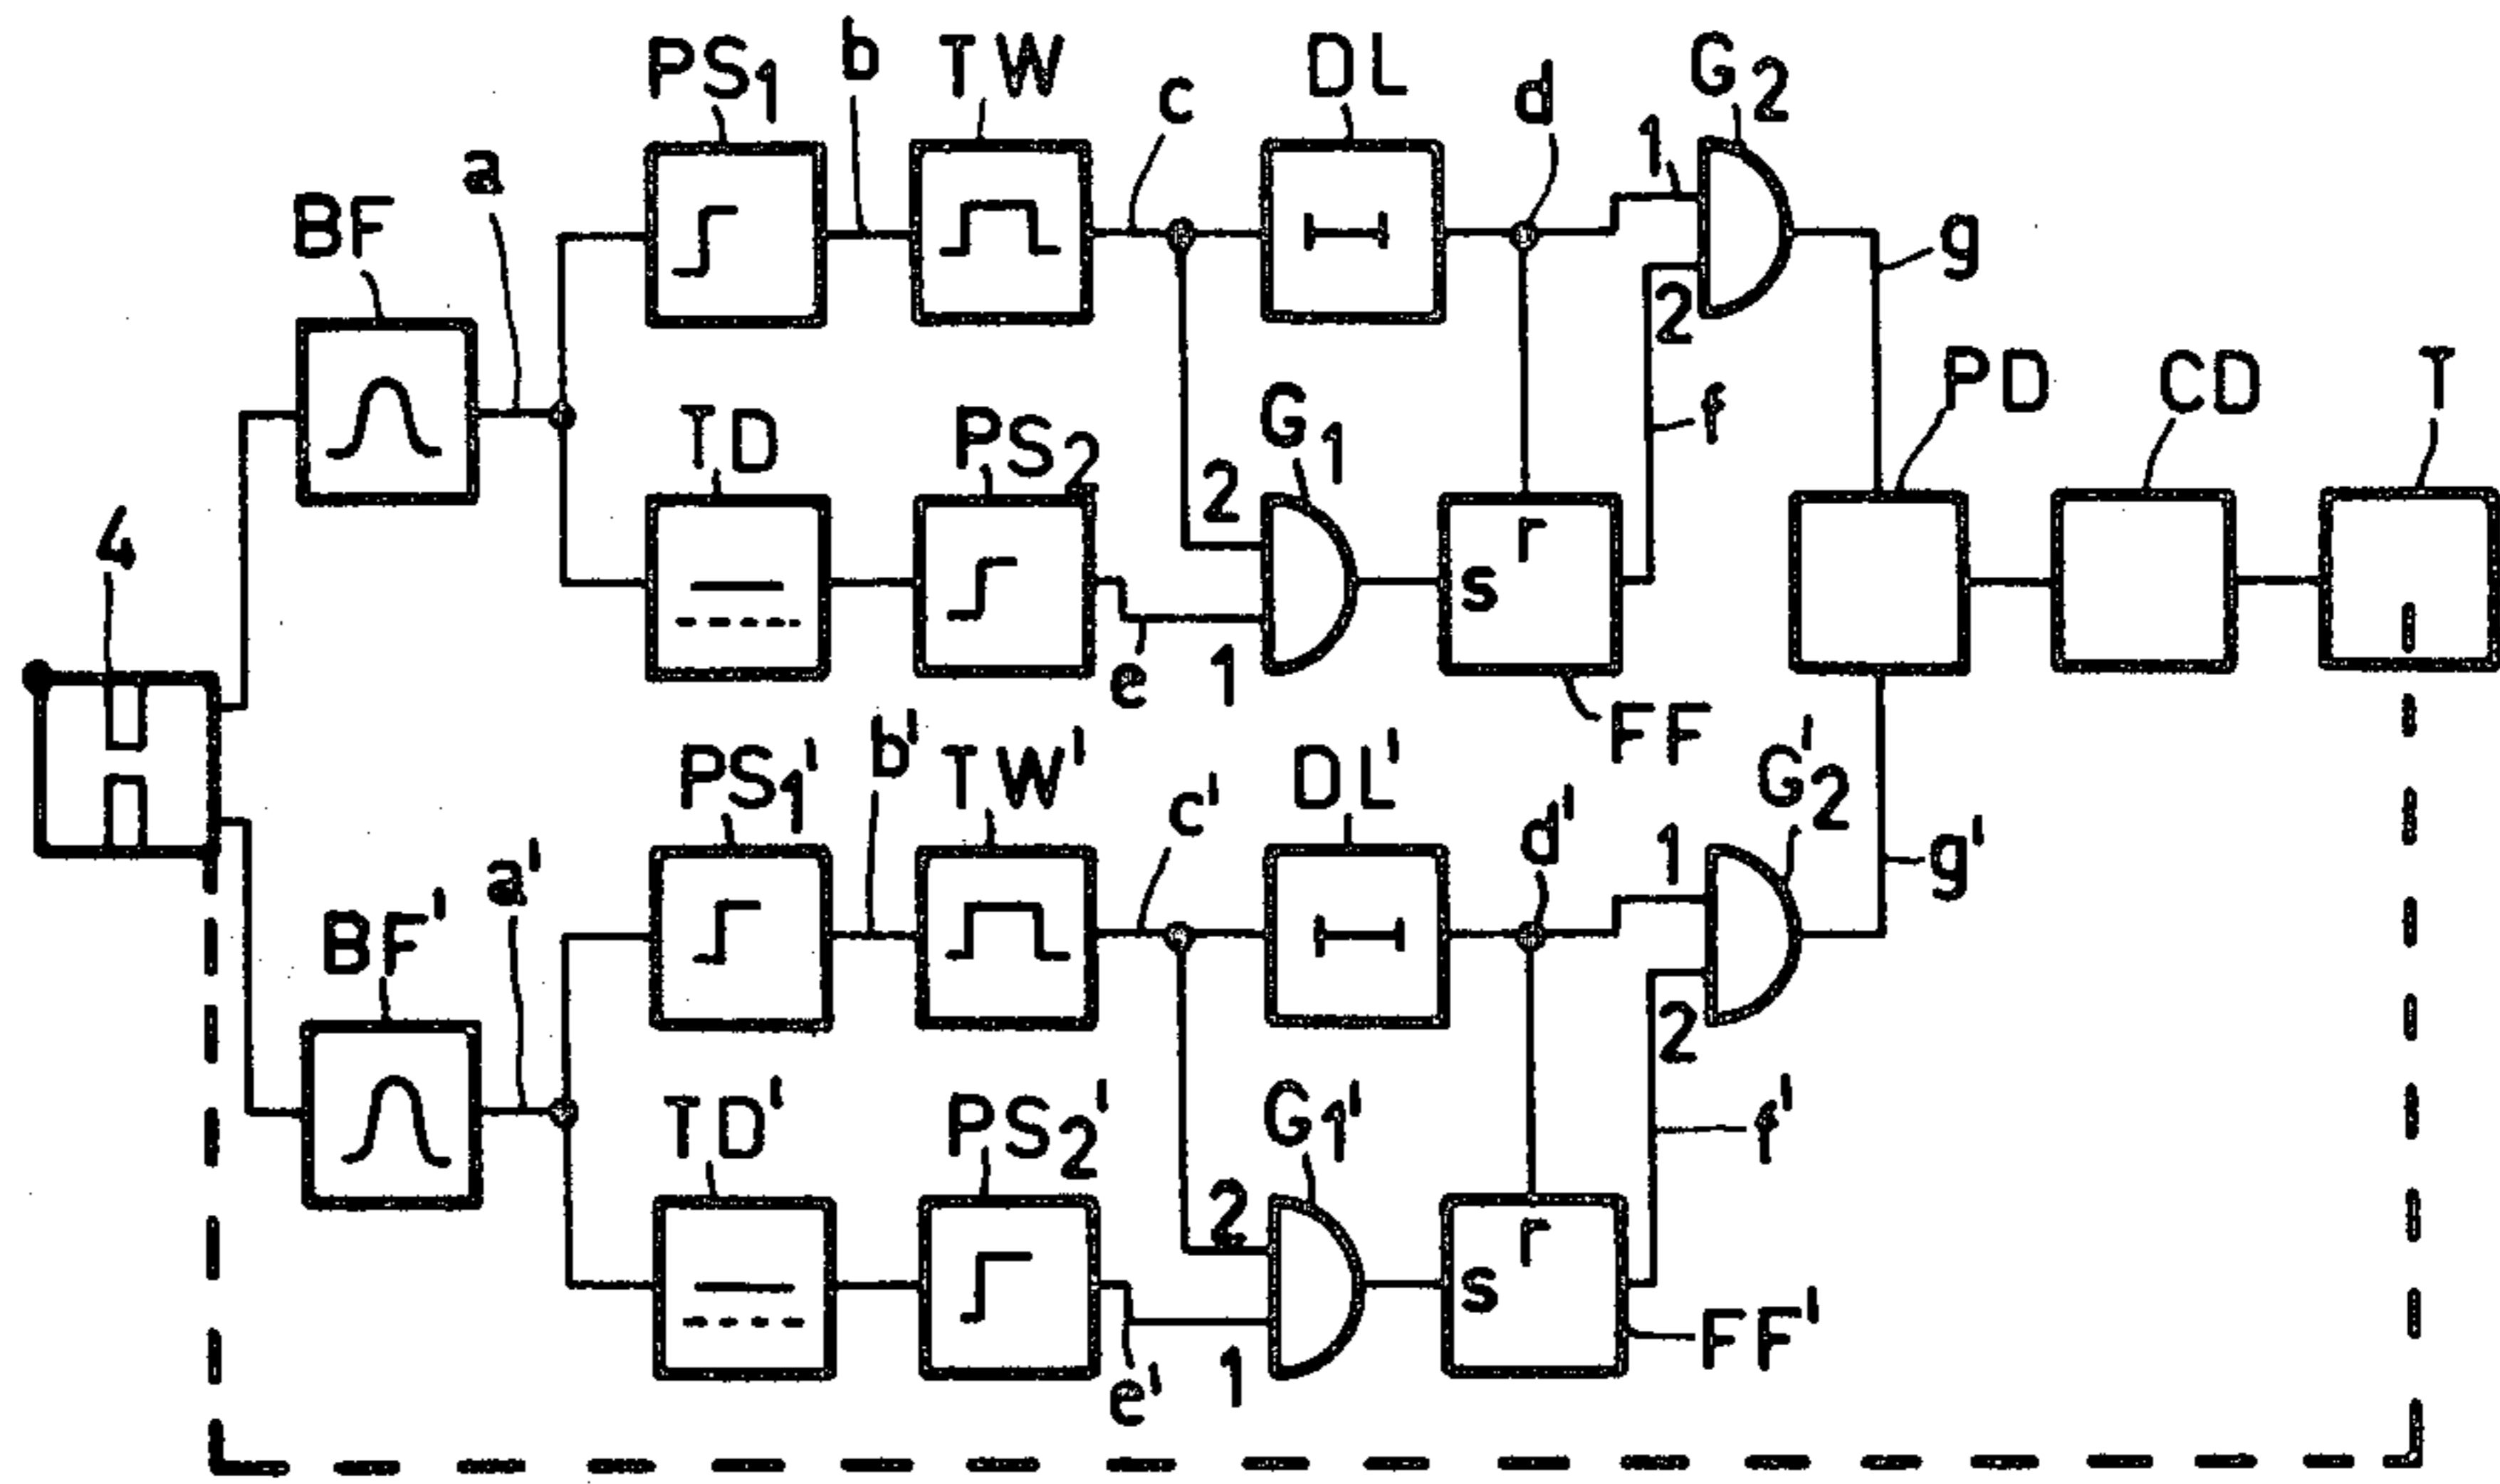 PS1 b TW c DL d 1 G2
BF a g
2
TD PS2 G1 f PD CD T
2
4
r
s
e 1
FF
PS1' b' TW' c' DL' d' 1 G2'
BF' a' g'
2
TD' PS2' G1' f'
2
r
s
FF'
e' 1